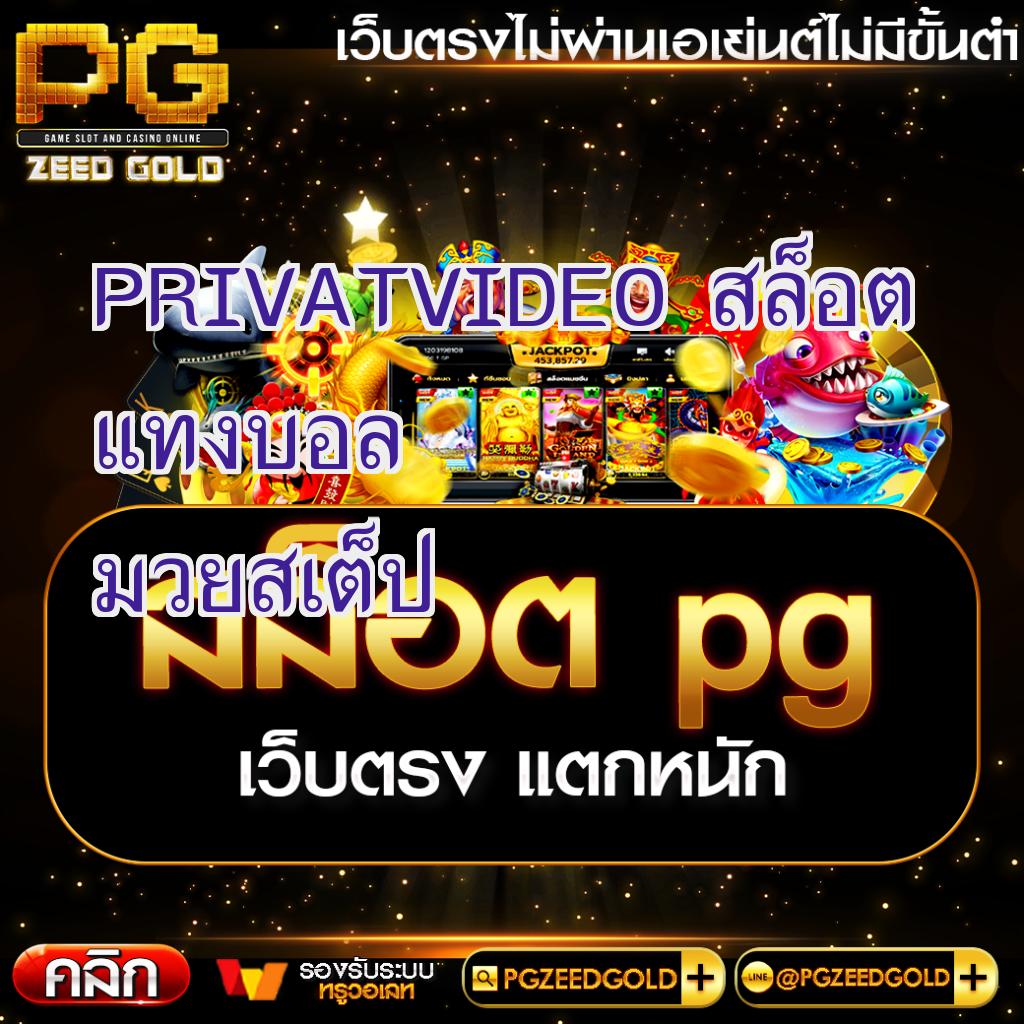 เว็บตรงไม่ผ่านเอเย่นต์ไม่มีขั้นต่ำ
PG
GAME SLOT AND CASINO ONLINE
ZEED GOLD
PRIVATVIDEO สล็อต
แทงบอล
มวยสเต็ป
1203198108
JACKPOT
453,857.79
สล็อต pg
เว็บตรง แตกหนัก
คลิก
รองรับระบบ
ทรูวอเลท
PGZEEDGOLD +
LINE @PGZEEDGOLD +